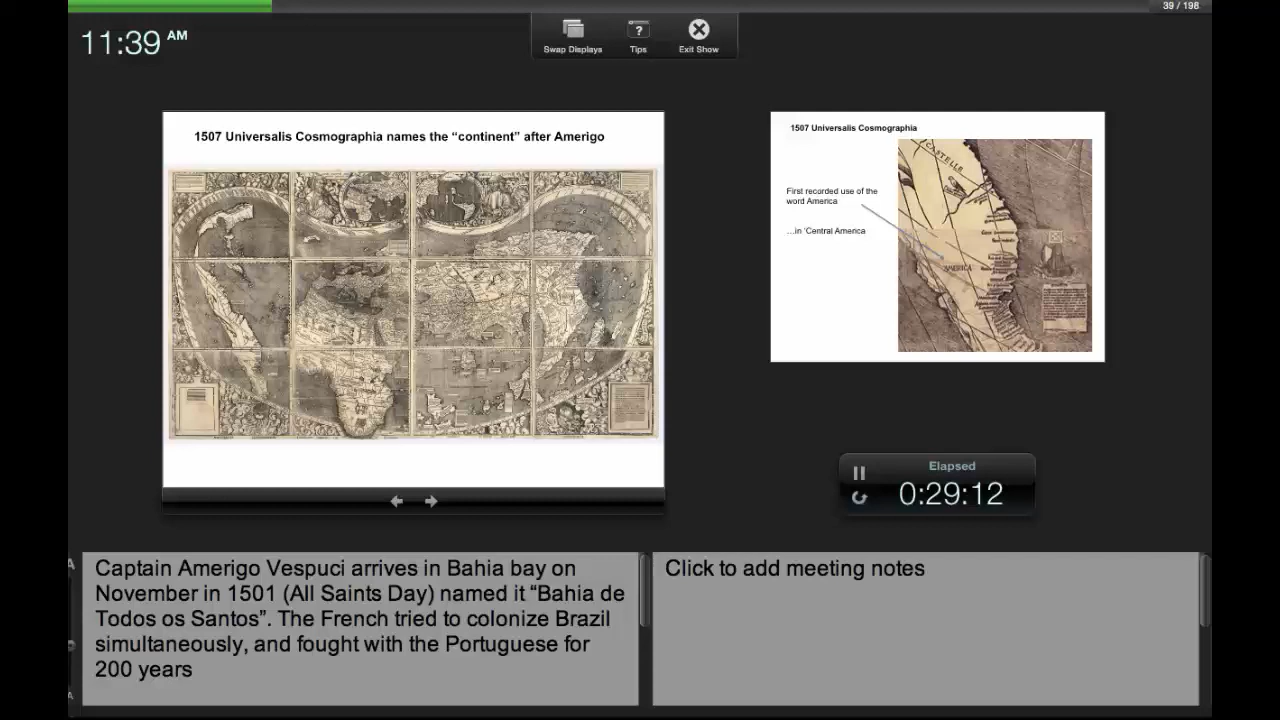 39 / 198
11:39 AM
Swap Displays
Tips
Exit Show
1507 Universalis Cosmographia names the “continent” after Amerigo
1507 Universalis Cosmographia
First recorded use of the
word America
…in ‘Central America
CASTELLE
AMERICA
Elapsed
0:29:12
Captain Amerigo Vespuci arrives in Bahia bay on
November in 1501 (All Saints Day) named it “Bahia de
Todos os Santos”. The French tried to colonize Brazil
simultaneously, and fought with the Portuguese for
200 years
Click to add meeting notes
A
A